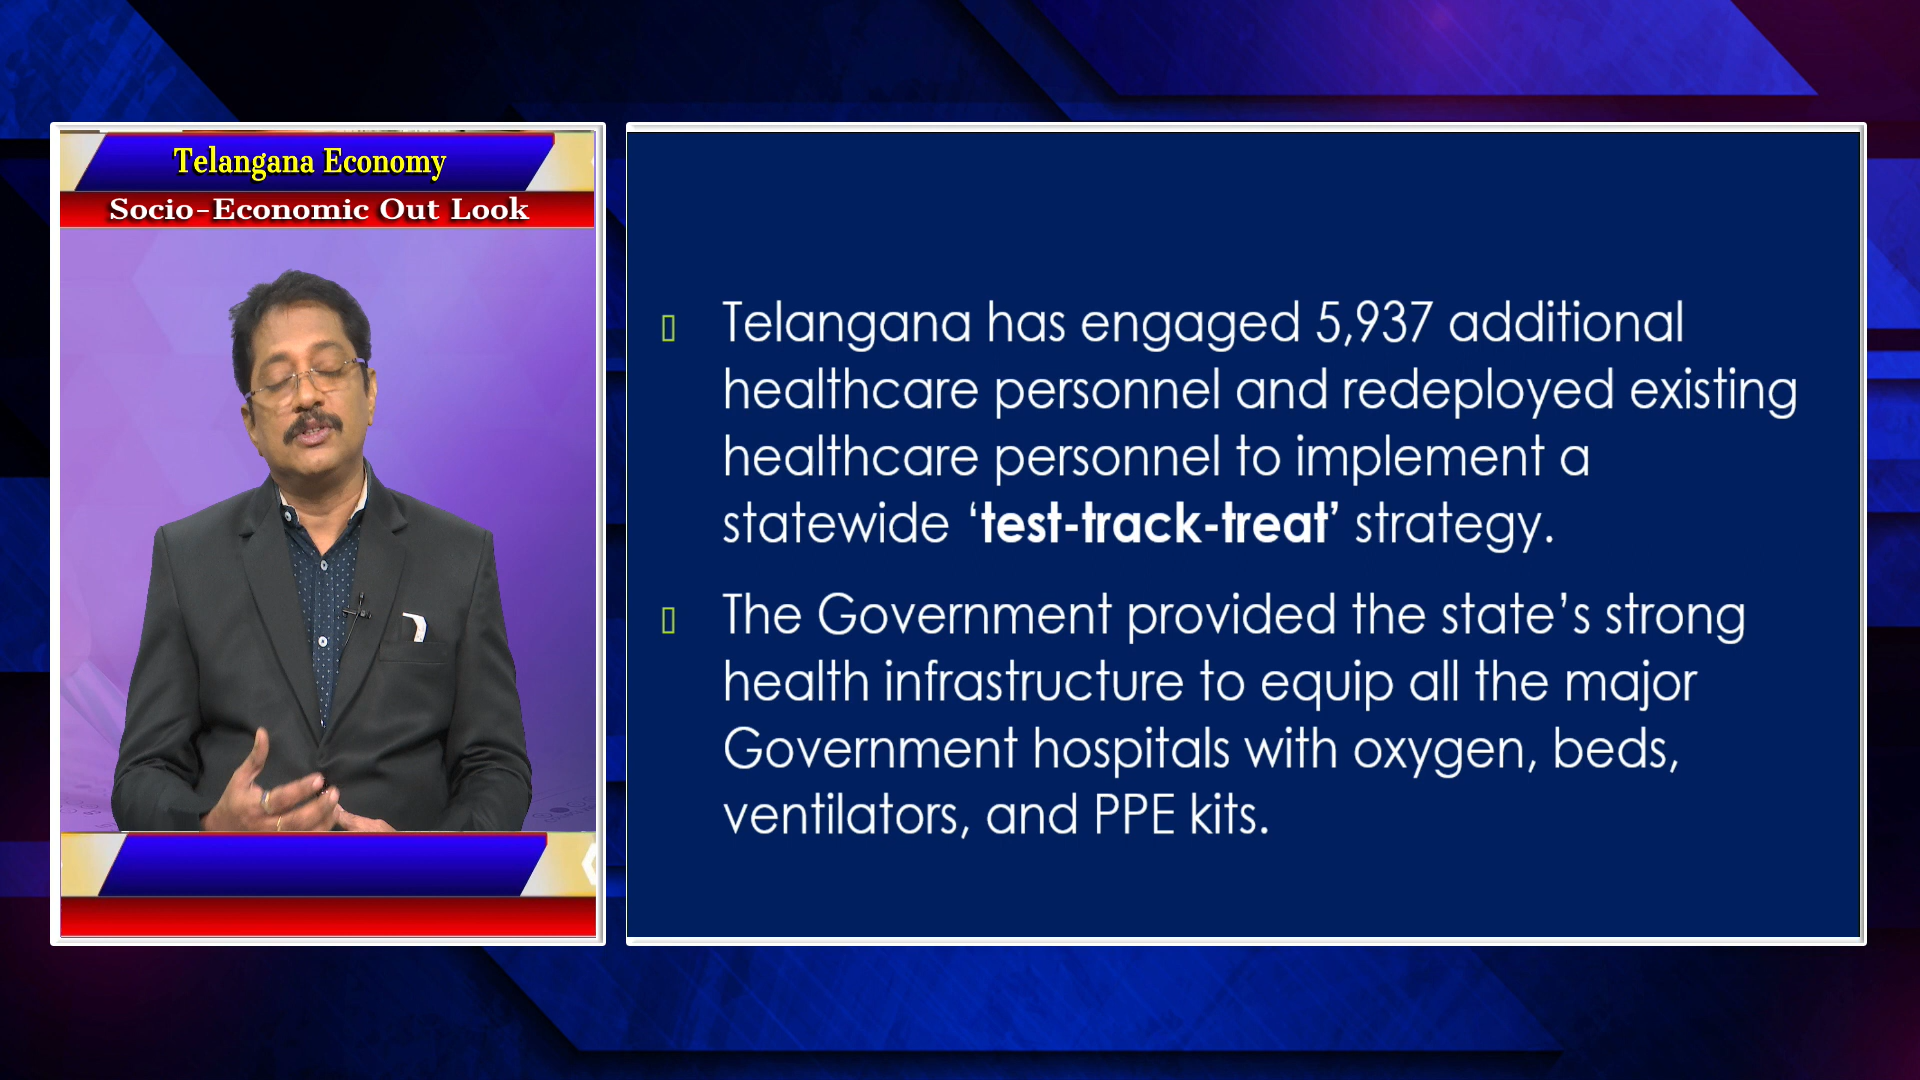 Telangana Economy
Socio-Economic Out Look
Telangana has engaged 5,937 additional
healthcare personnel and redeployed existing
healthcare personnel to implement a
statewide ‘test-track-treat’ strategy.
The Government provided the state’s strong
health infrastructure to equip all the major
Government hospitals with oxygen, beds,
ventilators, and PPE kits.